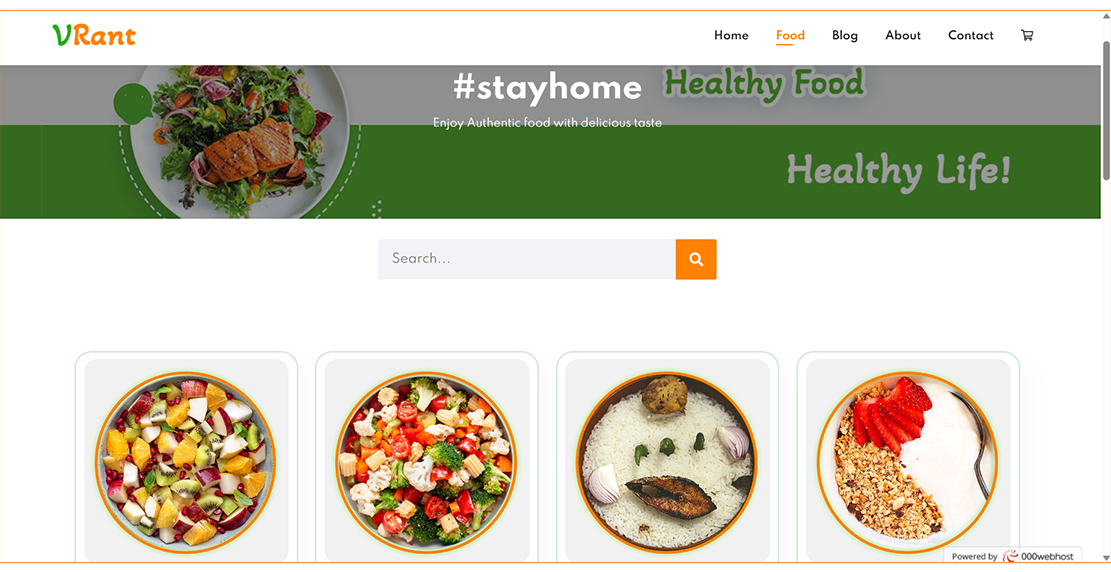 VRant
Home Food Blog About Contact
#stayhome Healthy Food
Enjoy Authentic food with delicious taste
Healthy Life!
Search...
Powered by 000webhost